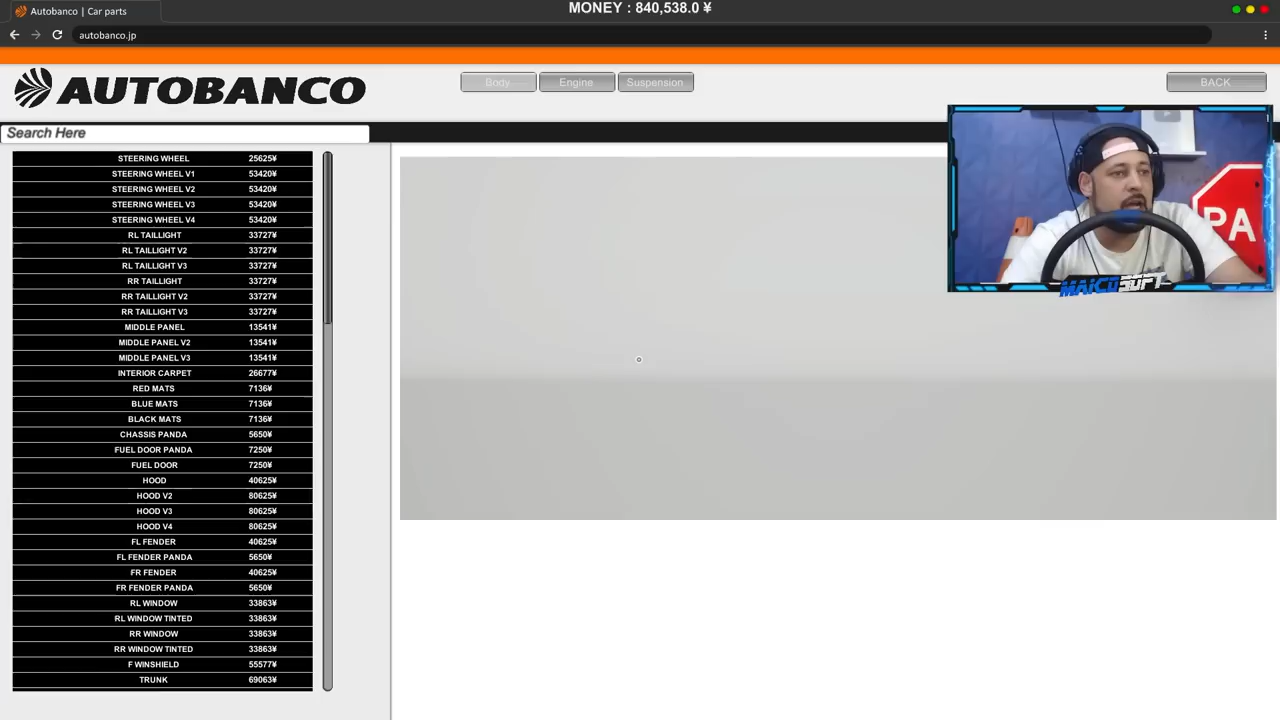 Autobanco | Car parts
MONEY : 840,538.0 ¥
autobanco.jp
AUTOBANCO
Body
Engine
Suspension
BACK
Search Here
STEERING WHEEL 25625¥
STEERING WHEEL V1 53420¥
STEERING WHEEL V2 53420¥
STEERING WHEEL V3 53420¥
STEERING WHEEL V4 53420¥
RL TAILLIGHT 33727¥
RL TAILLIGHT V2 33727¥
RL TAILLIGHT V3 33727¥
RR TAILLIGHT 33727¥
RR TAILLIGHT V2 33727¥
RR TAILLIGHT V3 33727¥
MIDDLE PANEL 13541¥
MIDDLE PANEL V2 13541¥
MIDDLE PANEL V3 13541¥
INTERIOR CARPET 26677¥
RED MATS 7136¥
BLUE MATS 7136¥
BLACK MATS 7136¥
CHASSIS PANDA 5650¥
FUEL DOOR PANDA 7250¥
FUEL DOOR 7250¥
HOOD 40625¥
HOOD V2 80625¥
HOOD V3 80625¥
HOOD V4 80625¥
FL FENDER 40625¥
FL FENDER PANDA 5650¥
FR FENDER 40625¥
FR FENDER PANDA 5650¥
RL WINDOW 33863¥
RL WINDOW TINTED 33863¥
RR WINDOW 33863¥
RR WINDOW TINTED 33863¥
F WINSHIELD 55577¥
TRUNK 69063¥
PA
MAICOSOFT